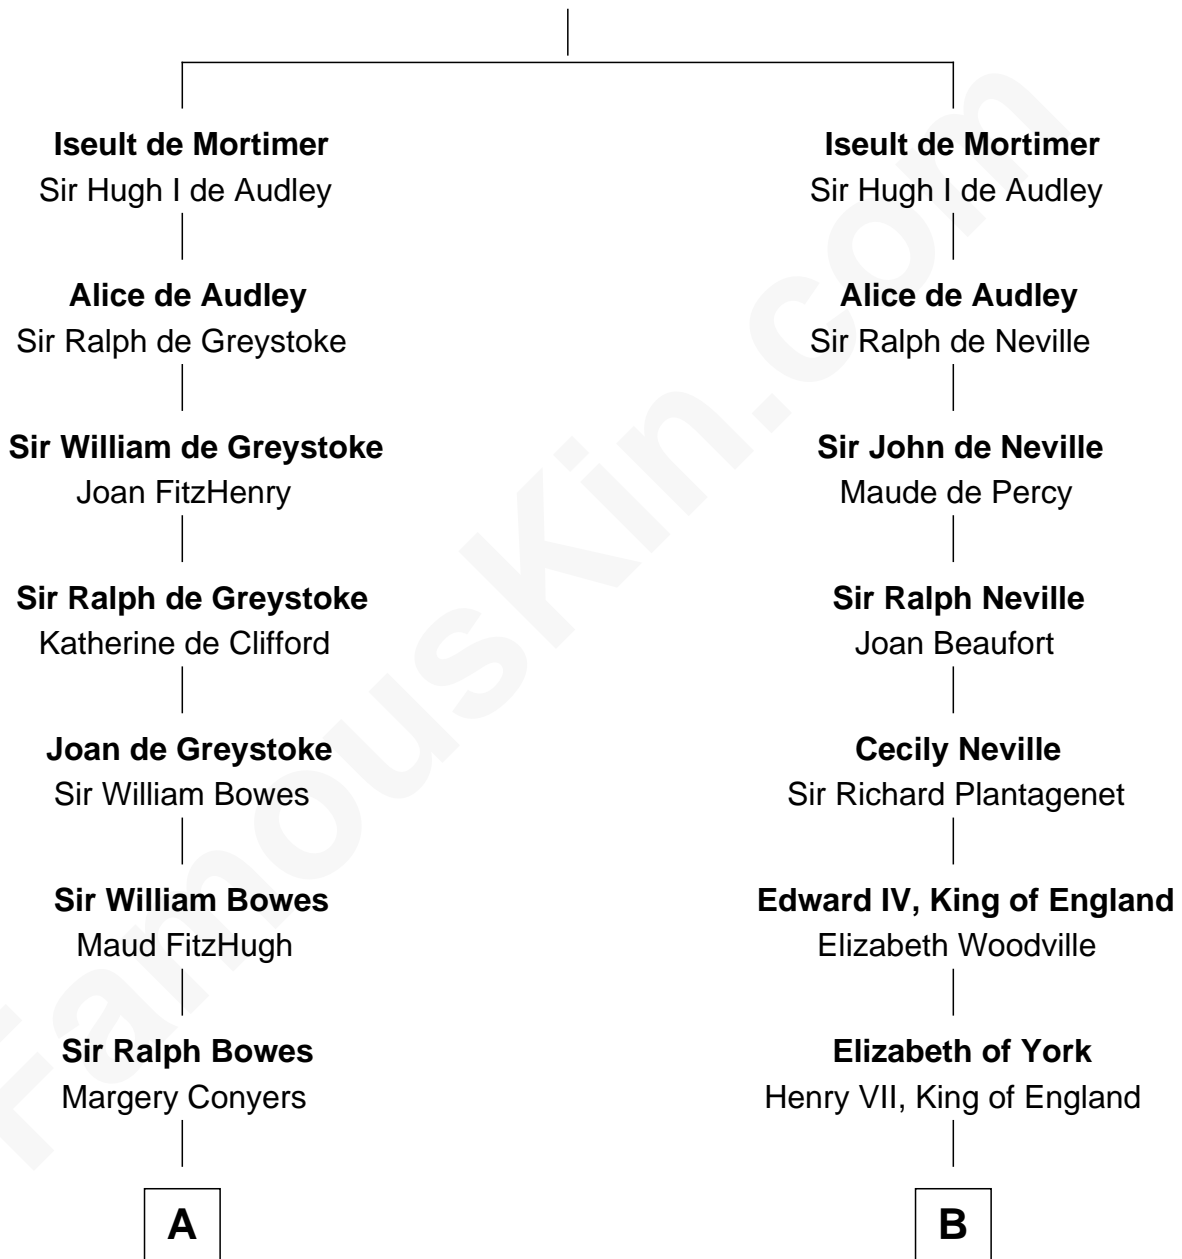 Iseult de Mortimer
Sir Hugh I de Audley
Alice de Audley
Sir Ralph de Greystoke
Sir William de Greystoke
Joan FitzHenry
Sir Ralph de Greystoke
Katherine de Clifford
Joan de Greystoke
Sir William Bowes
Sir William Bowes
Maud FitzHugh
Sir Ralph Bowes
Margery Conyers
A
Iseult de Mortimer
Sir Hugh I de Audley
Alice de Audley
Sir Ralph de Neville
Sir John de Neville
Maude de Percy
Sir Ralph Neville
Joan Beaufort
Cecily Neville
Sir Richard Plantagenet
Edward IV, King of England
Elizabeth Woodville
Elizabeth of York
Henry VII, King of England
B
FamousKin.com